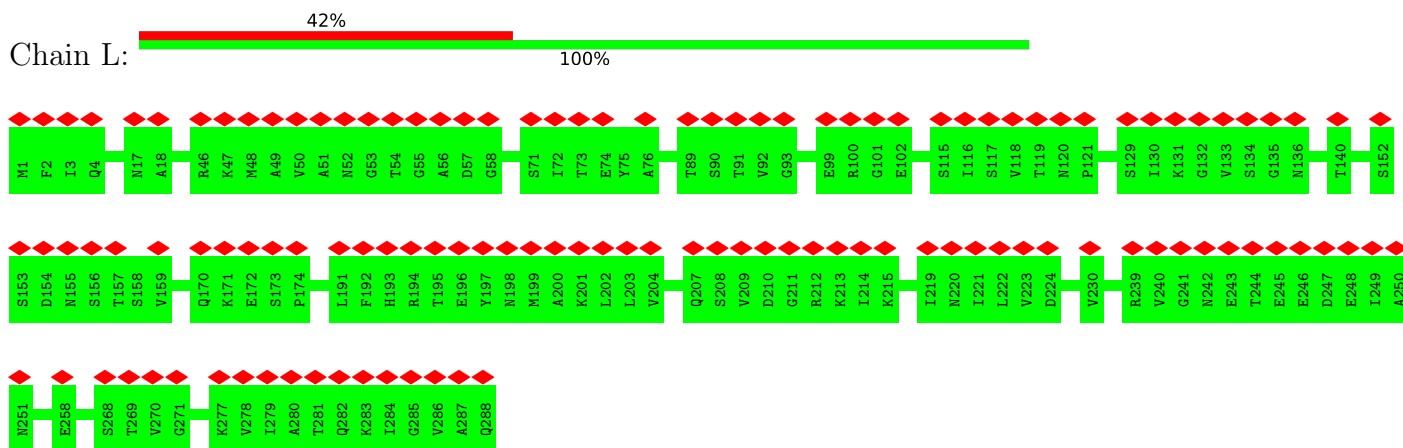 42%
Chain L:
100%
M1 F2 I3 Q4 N17 A18 R46 K47 M48 A49 V50 A51 N52 G53 T54 G55 A56 D57 G58 S71 I72 T73 E74 Y75 A76 T89 S90 T91 V92 G93 E99 R100 G101 E102 S115 I116 S117 V118 T119 N120 P121 S129 I130 K131 G132 V133 S134 G135 N136 T140 S152
S153 D154 N155 S156 T157 S158 V159 Q170 K171 E172 S173 P174 L191 F192 H193 R194 T195 E196 Y197 N198 M199 A200 K201 L202 L203 V204 Q207 S208 V209 D210 G211 R212 K213 I214 K215 I219 N220 I221 L222 V223 D224 V230 R239 V240 G241 N242 E243 T244 E245 E246 D247 E248 I249 A250
N251 E258 S268 T269 V270 G271 K277 V278 I279 A280 T281 Q282 K283 I284 G285 V286 A287 Q288